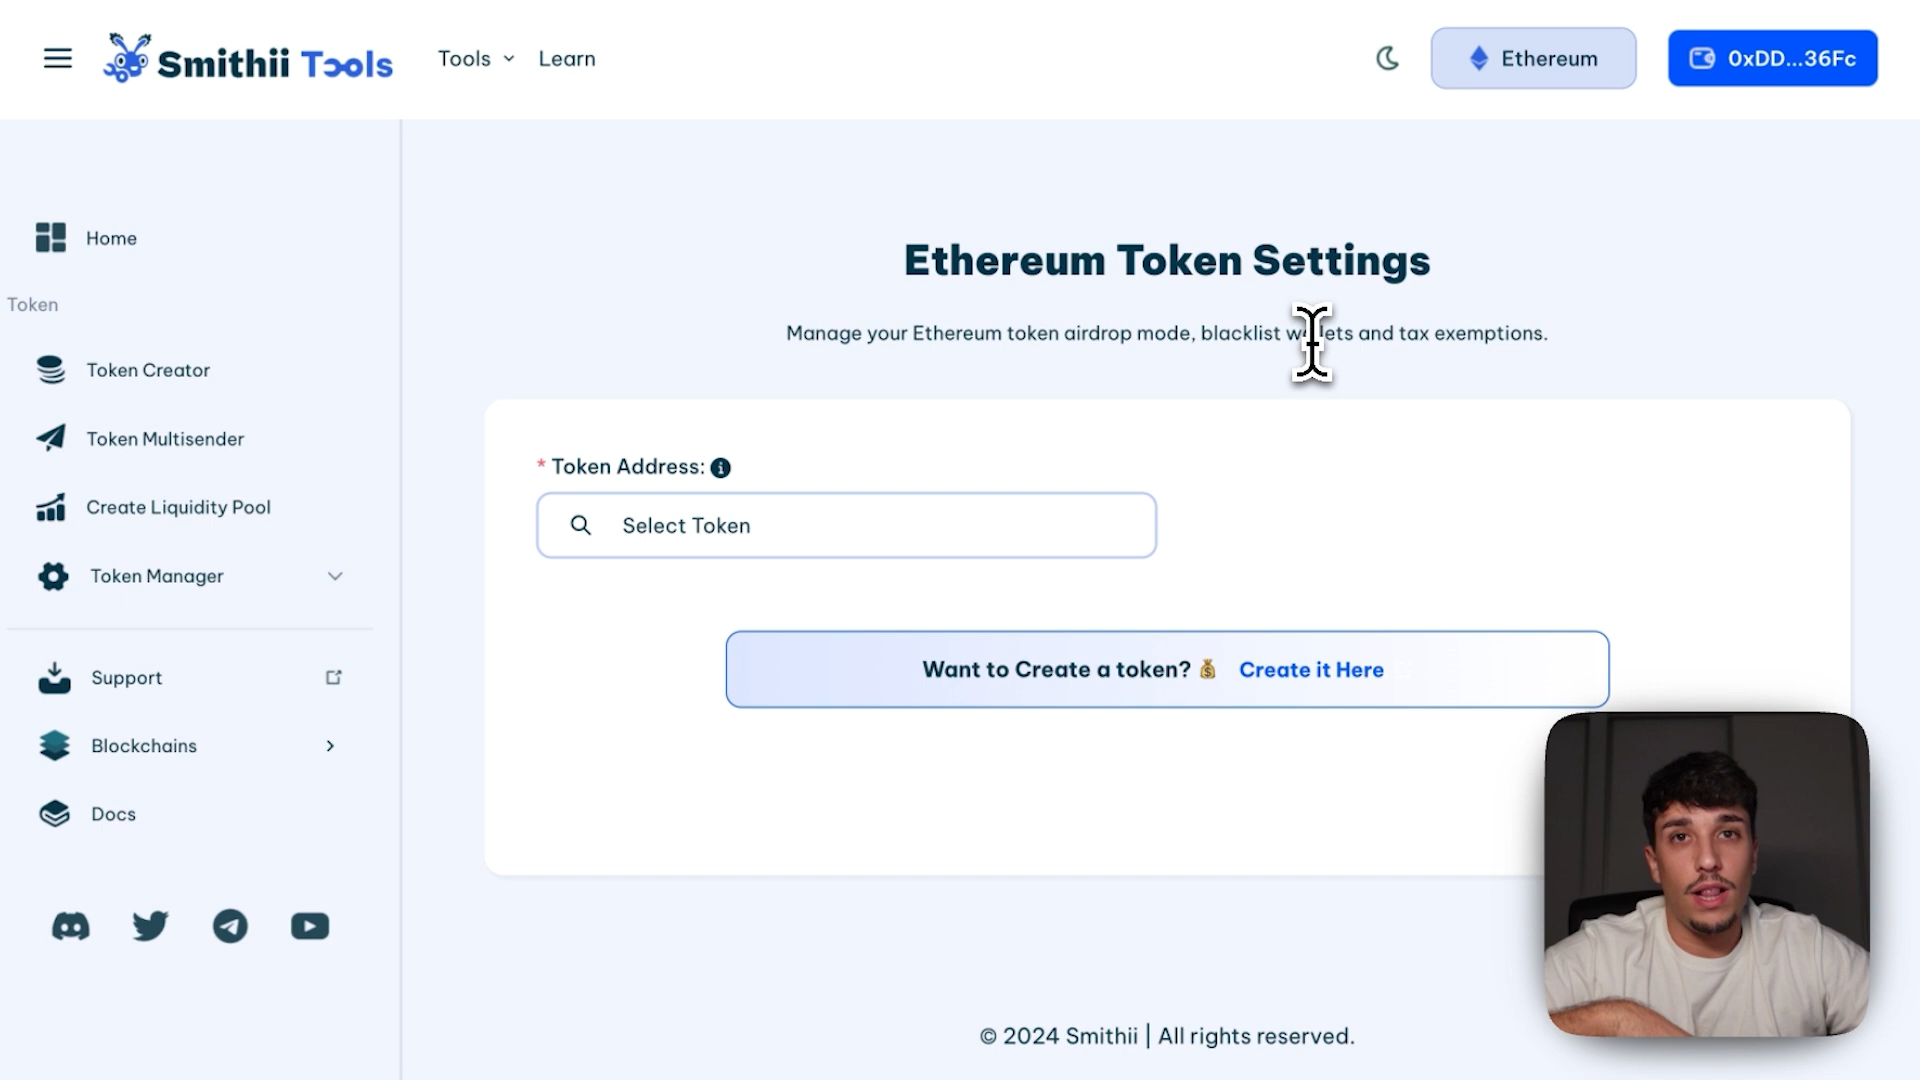 Smithii Tools
Tools
Learn
Ethereum
0xDD...36Fc
Home
Token
Token Creator
Token Multisender
Create Liquidity Pool
Token Manager
Support
Blockchains
Docs
Ethereum Token Settings
Manage your Ethereum token airdrop mode, blacklist wallets and tax exemptions.
* Token Address:
Select Token
Want to Create a token? 💰 Create it Here
© 2024 Smithii | All rights reserved.